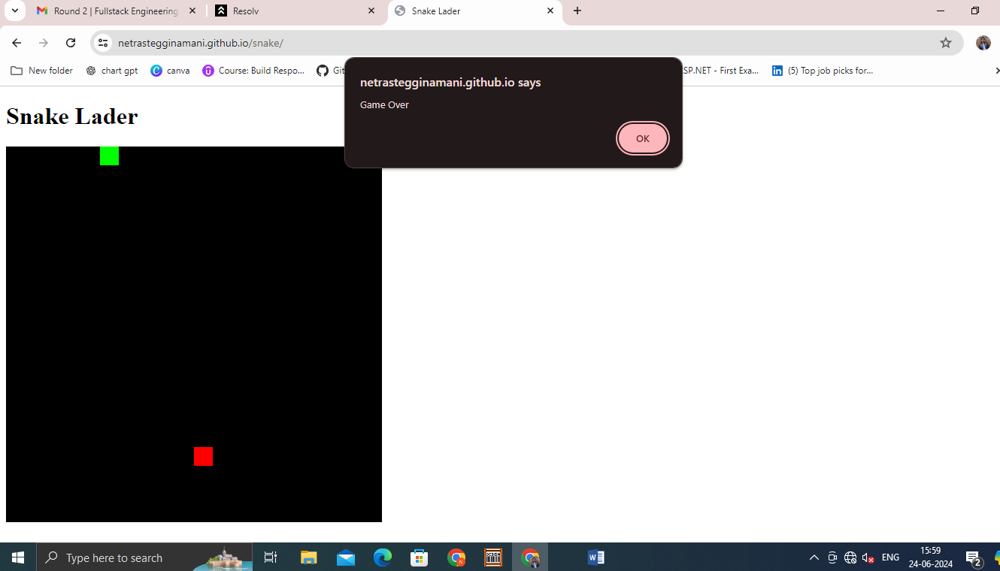 Round 2 | Fullstack Engineering
Resolv
Snake Lader
netrastegginamani.github.io/snake/
New folder
chart gpt
canva
Course: Build Respo...
Git
SP.NET - First Exa...
(5) Top job picks for...
netrastegginamani.github.io says
Game Over
OK
Snake Lader
Type here to search
ENG
15:59
24-06-2024
2